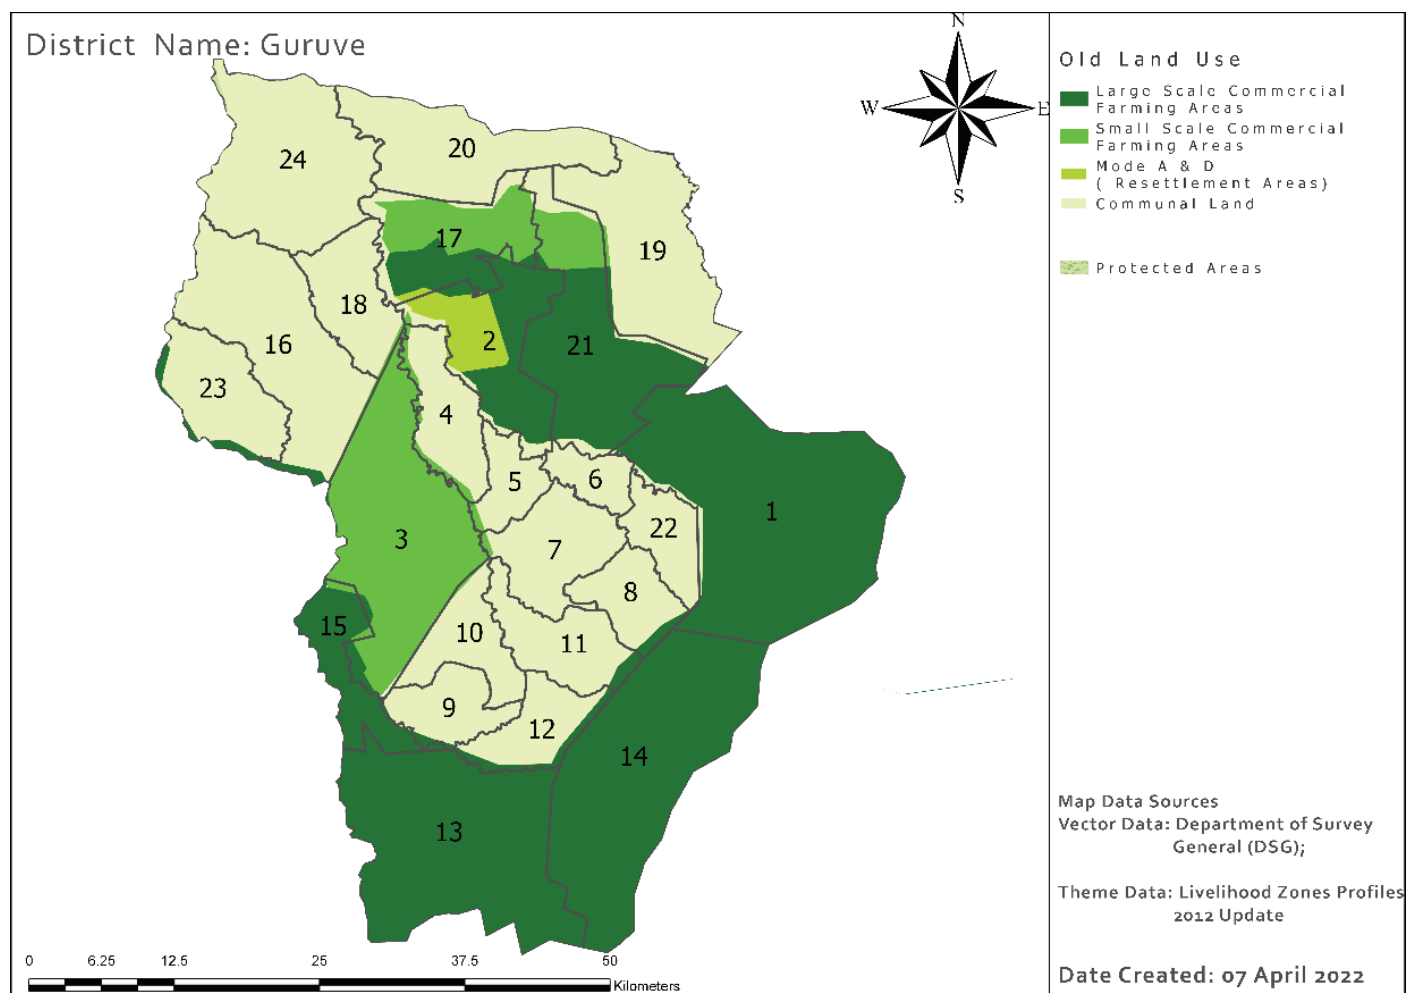 District Name: Guruve
N
W
E
S
24
20
19
17
18
16
2
21
23
4
5
6
1
3
22
7
8
15
10
11
9
12
14
13
0 6.25 12.5 25 37.5 50
Kilometers
Old Land Use
Large Scale Commercial
Farming Areas
Small Scale Commercial
Farming Areas
Mode A & D
( Resettlement Areas)
Communal Land
Protected Areas
Map Data Sources
Vector Data: Department of Survey
General (DSG);
Theme Data: Livelihood Zones Profiles
2012 Update
Date Created: 07 April 2022